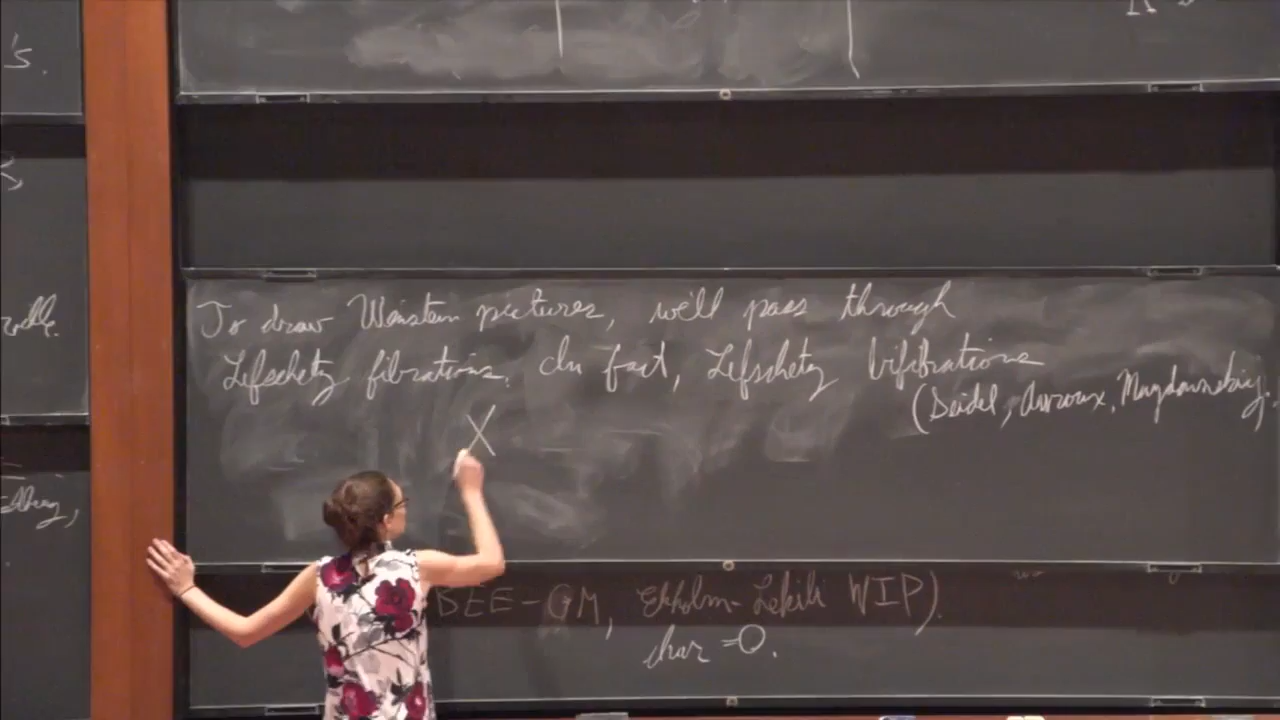 's.
To draw Weinstein pictures, we'll pass through
Lefschetz fibrations. In fact, Lefschetz bifibrations
(Seidel, Auroux, Maydanskiy,
X
BEE-GM, Ekholm-Lekili WIP).
char = 0.